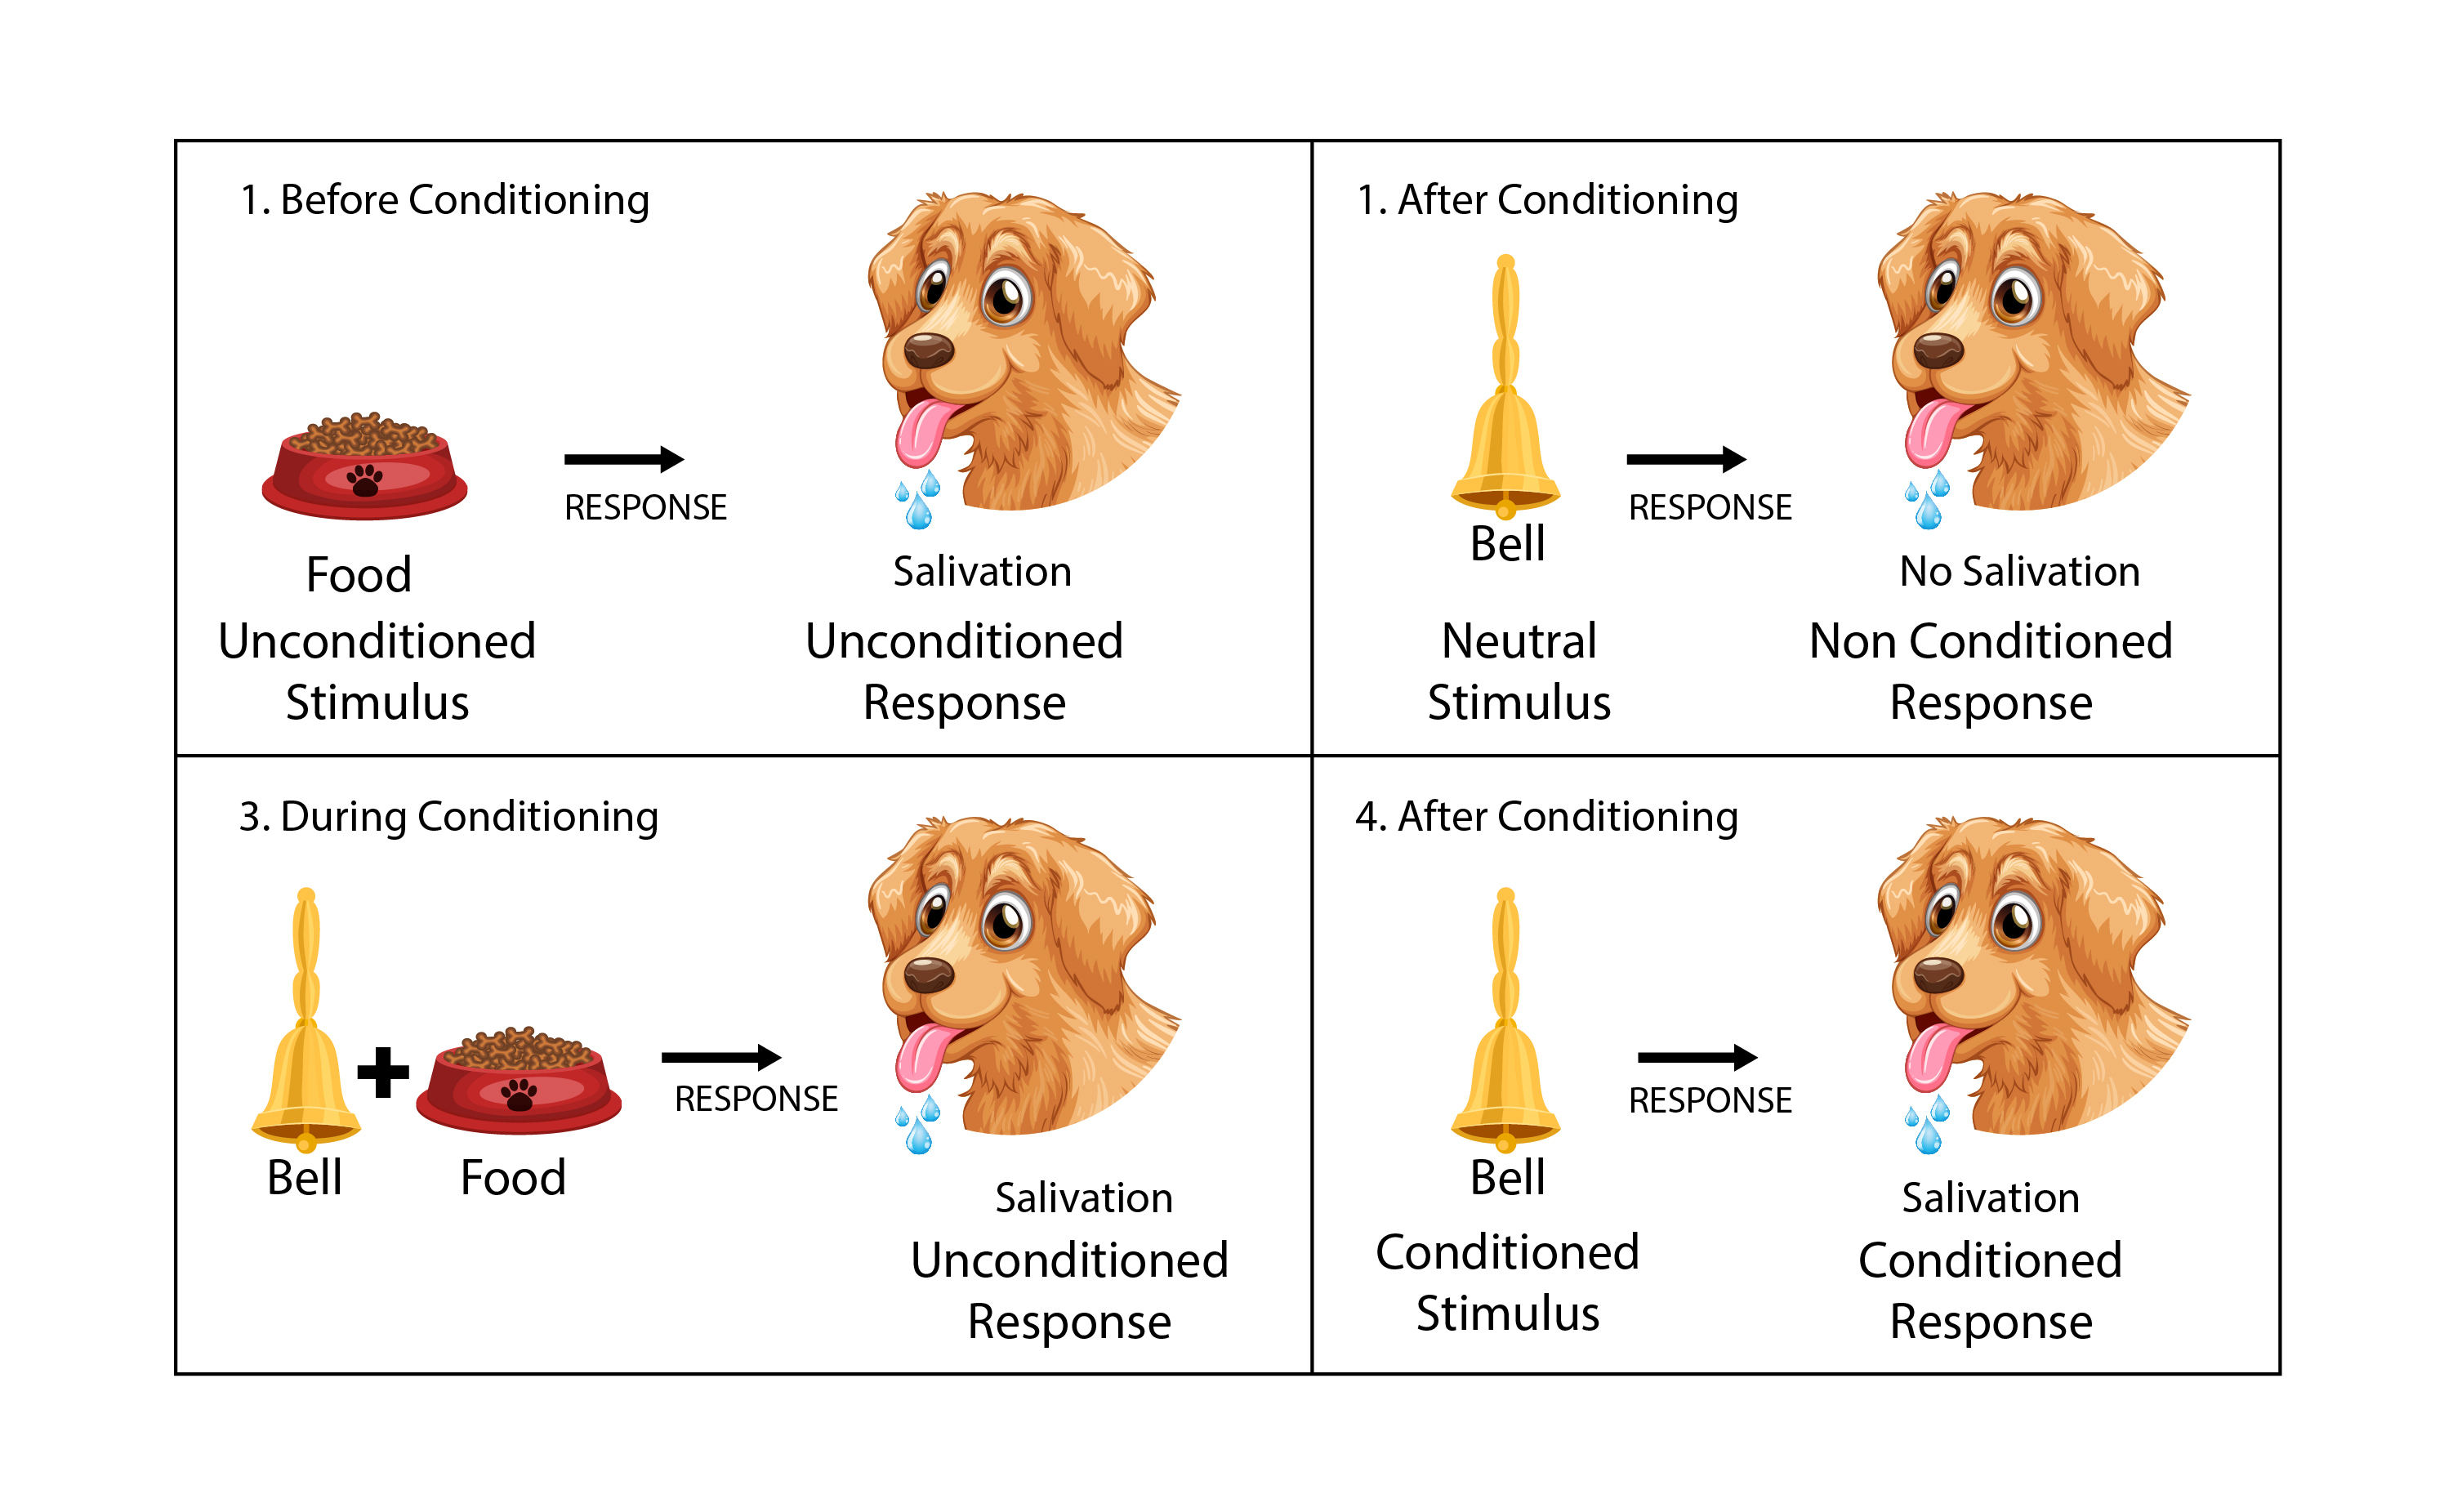 1. Before Conditioning
RESPONSE
Food
Salivation
Unconditioned
Stimulus
Unconditioned
Response
1. After Conditioning
Bell
RESPONSE
No Salivation
Neutral
Stimulus
Non Conditioned
Response
3. During Conditioning
Bell
Food
RESPONSE
Salivation
Unconditioned
Response
4. After Conditioning
Bell
RESPONSE
Salivation
Conditioned
Stimulus
Conditioned
Response